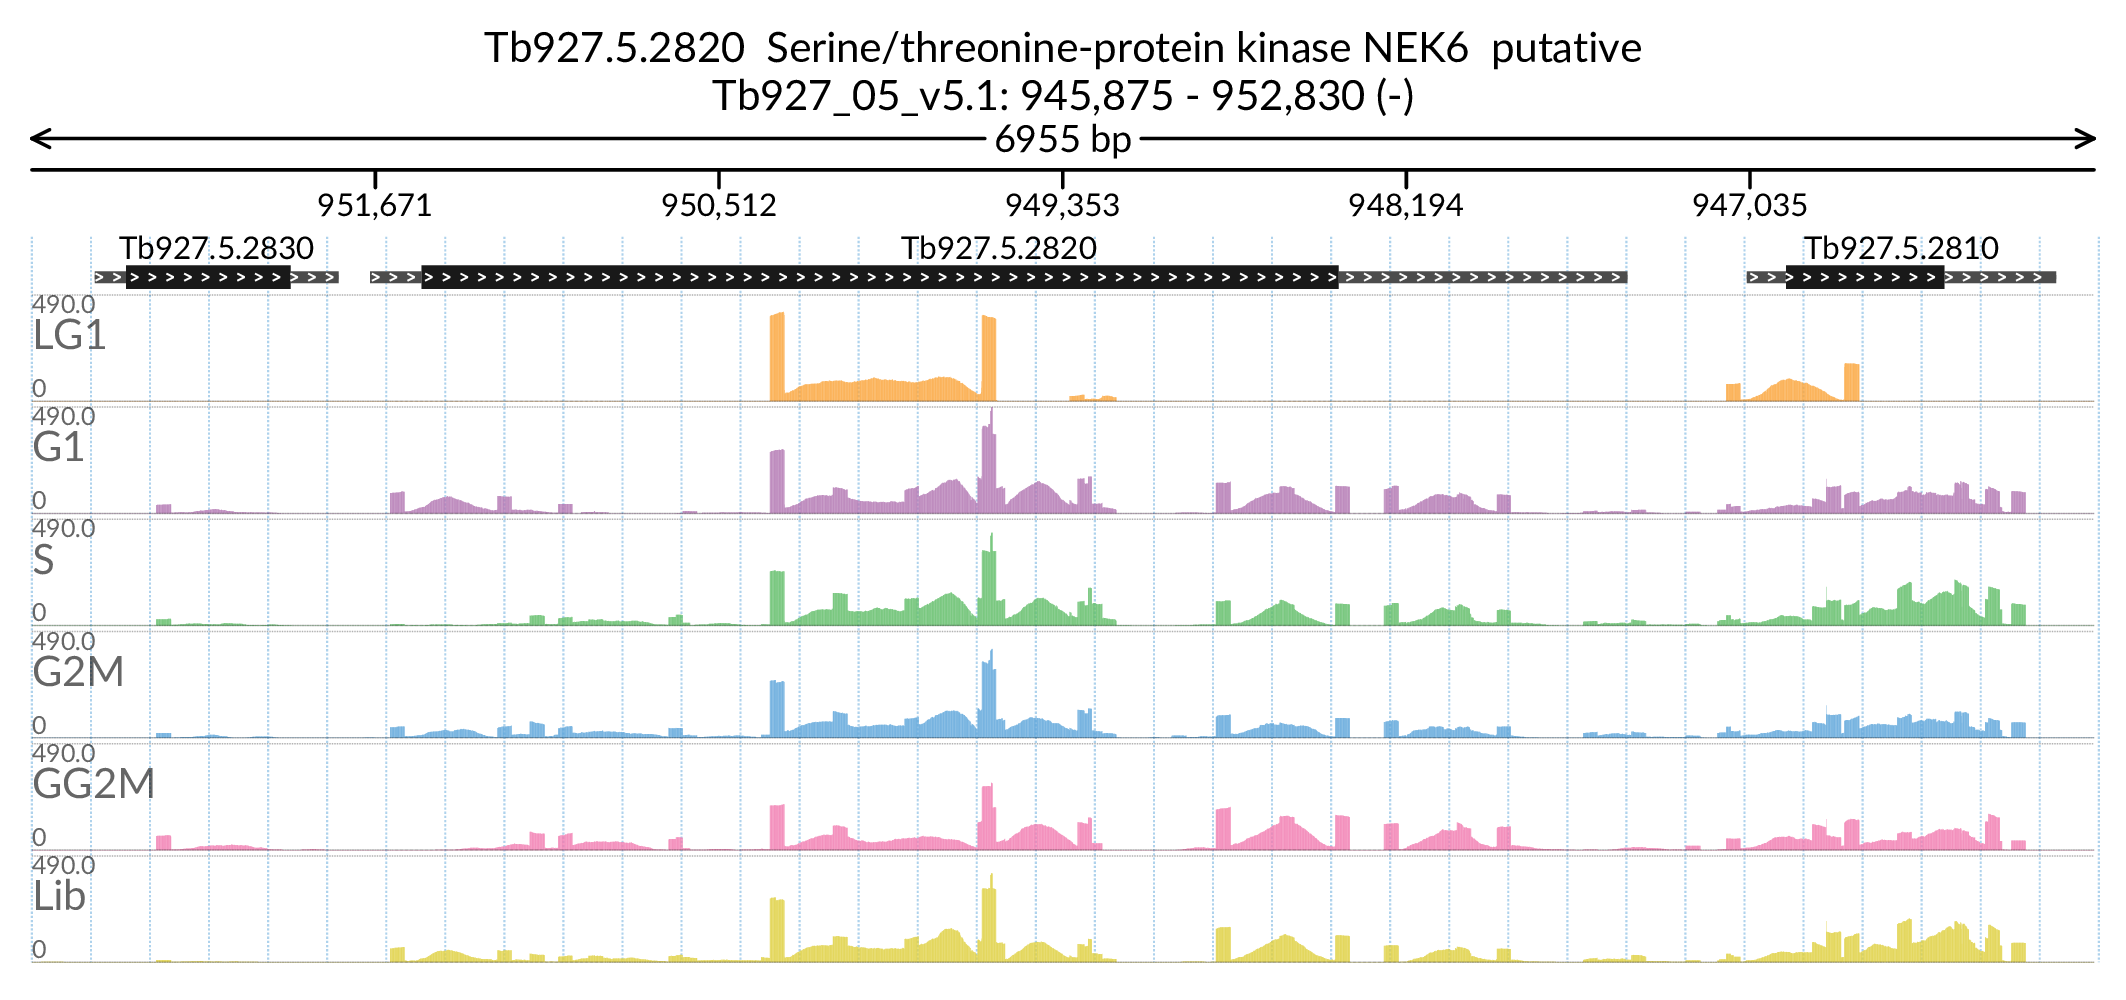 Tb927.5.2820  Serine/threonine-protein kinase NEK6  putative
Tb927_05_v5.1: 945,875 - 952,830 (-)
6955 bp
951,671 950,512 949,353 948,194 947,035
Tb927.5.2830 Tb927.5.2820 Tb927.5.2810
490.0
LG1
0
490.0
G1
0
490.0
S
0
490.0
G2M
0
490.0
GG2M
0
490.0
Lib
0